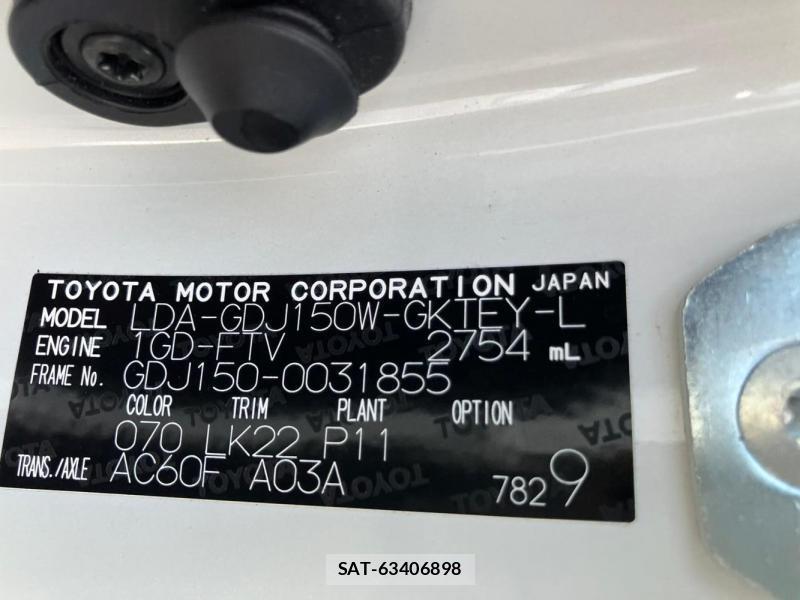 TOYOTA MOTOR CORPORATION JAPAN
MODEL LDA-GDJ150W-GKTEY-L
ENGINE 1GD-FTV 2754 mL
FRAME No. GDJ150-0031855
COLOR TRIM PLANT OPTION
070 LK22 P11
TRANS./AXLE AC60F A03A
7829
SAT-63406898